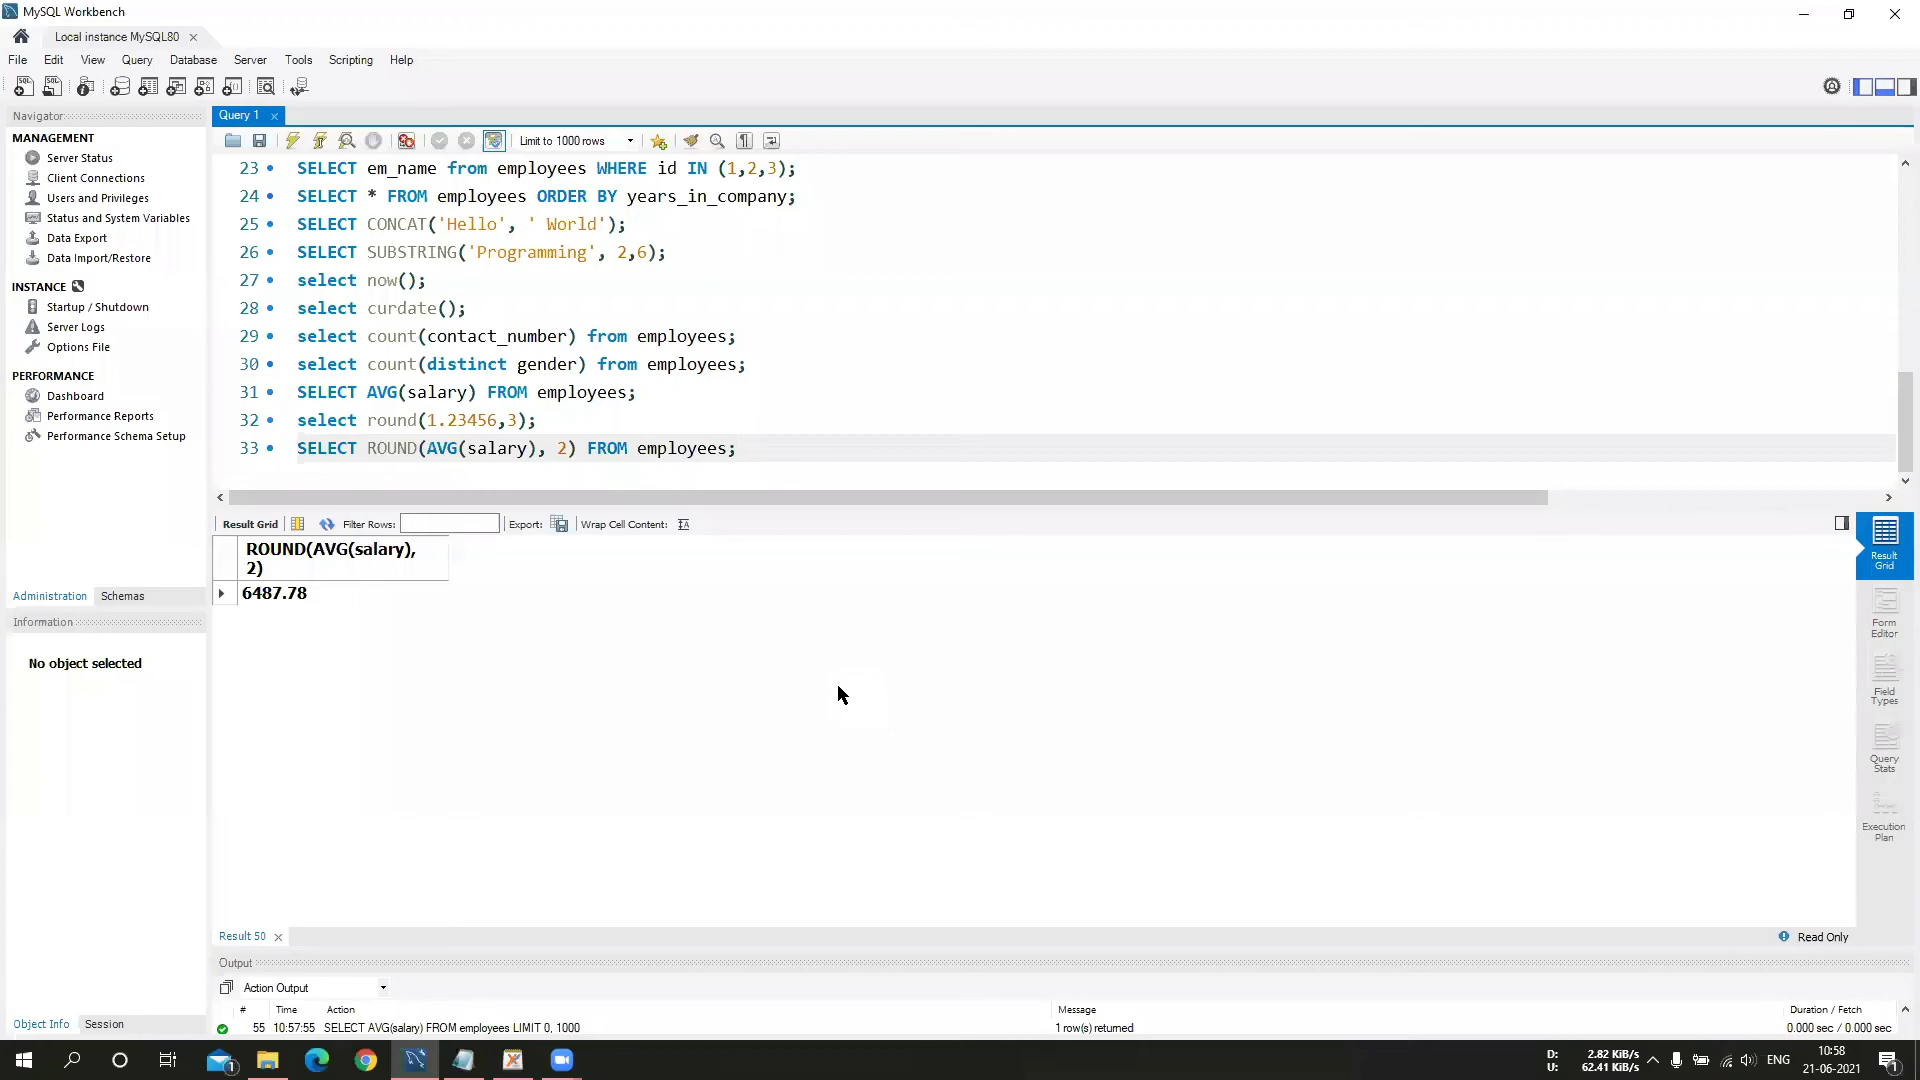 MySQL Workbench
Local instance MySQL80
File Edit View Query Database Server Tools Scripting Help
Navigator
MANAGEMENT
Server Status
Client Connections
Users and Privileges
Status and System Variables
Data Export
Data Import/Restore
INSTANCE
Startup / Shutdown
Server Logs
Options File
PERFORMANCE
Dashboard
Performance Reports
Performance Schema Setup
Administration Schemas
Information
No object selected
Object Info Session
Query 1
Limit to 1000 rows
23 SELECT em_name from employees WHERE id IN (1,2,3);
24 SELECT * FROM employees ORDER BY years_in_company;
25 SELECT CONCAT('Hello', ' World');
26 SELECT SUBSTRING('Programming', 2,6);
27 select now();
28 select curdate();
29 select count(contact_number) from employees;
30 select count(distinct gender) from employees;
31 SELECT AVG(salary) FROM employees;
32 select round(1.23456,3);
33 SELECT ROUND(AVG(salary), 2) FROM employees;
Result Grid Filter Rows: Export: Wrap Cell Content:
ROUND(AVG(salary),
2)
6487.78
Result
Grid
Form
Editor
Field
Types
Query
Stats
Execution
Plan
Result 50
Read Only
Output
Action Output
# Time Action Message Duration / Fetch
55 10:57:55 SELECT AVG(salary) FROM employees LIMIT 0, 1000 1 row(s) returned 0.000 sec / 0.000 sec
D: 2.82 KiB/s
U: 62.41 KiB/s
ENG
10:58
21-06-2021
1
1